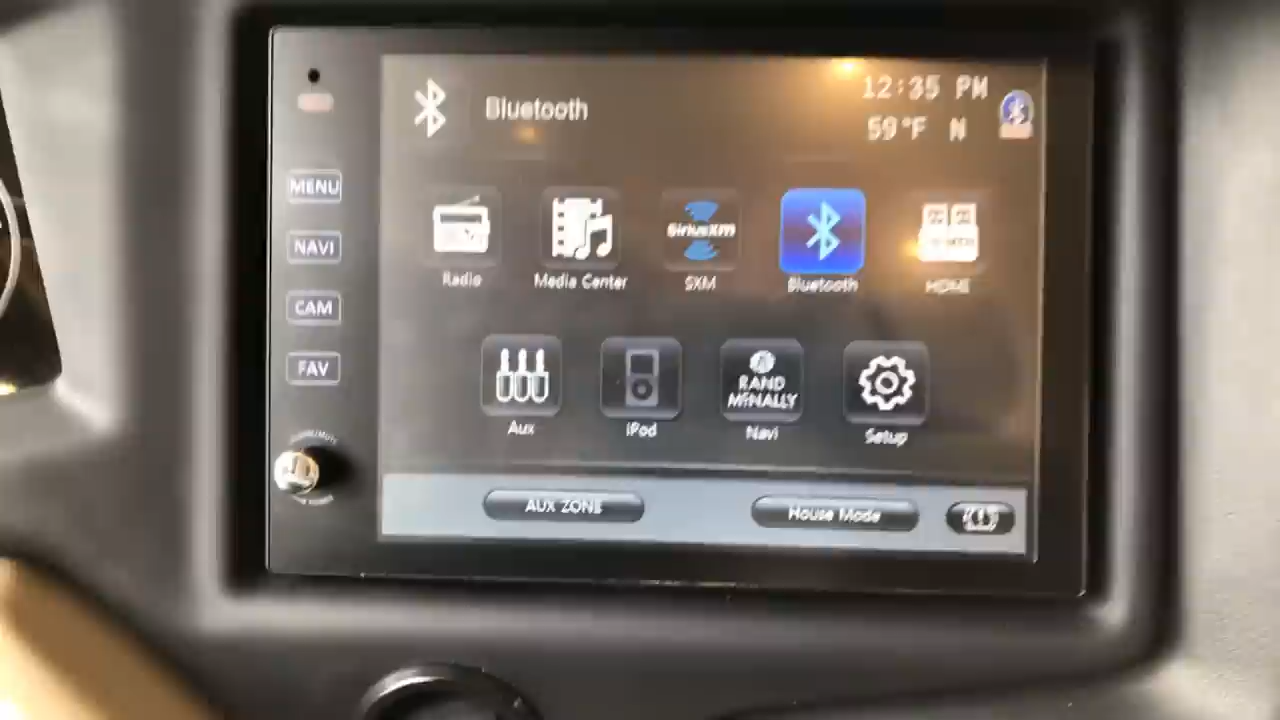 Bluetooth
12:35 PM
59°F N
MENU
NAVI
CAM
FAV
Radio
Media Center
SiriusXM
SXM
Bluetooth
HOME
RAND
McNALLY
Aux
iPod
Navi
Setup
AUX ZONE
House Mode